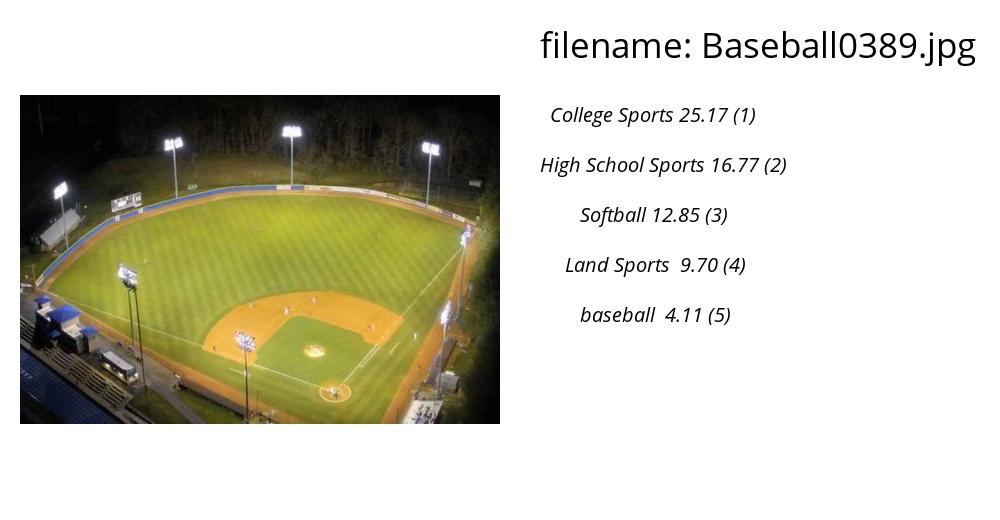 filename: Baseball0389.jpg
College Sports 25.17 (1)
High School Sports 16.77 (2)
Softball 12.85 (3)
Land Sports 9.70 (4)
baseball 4.11 (5)